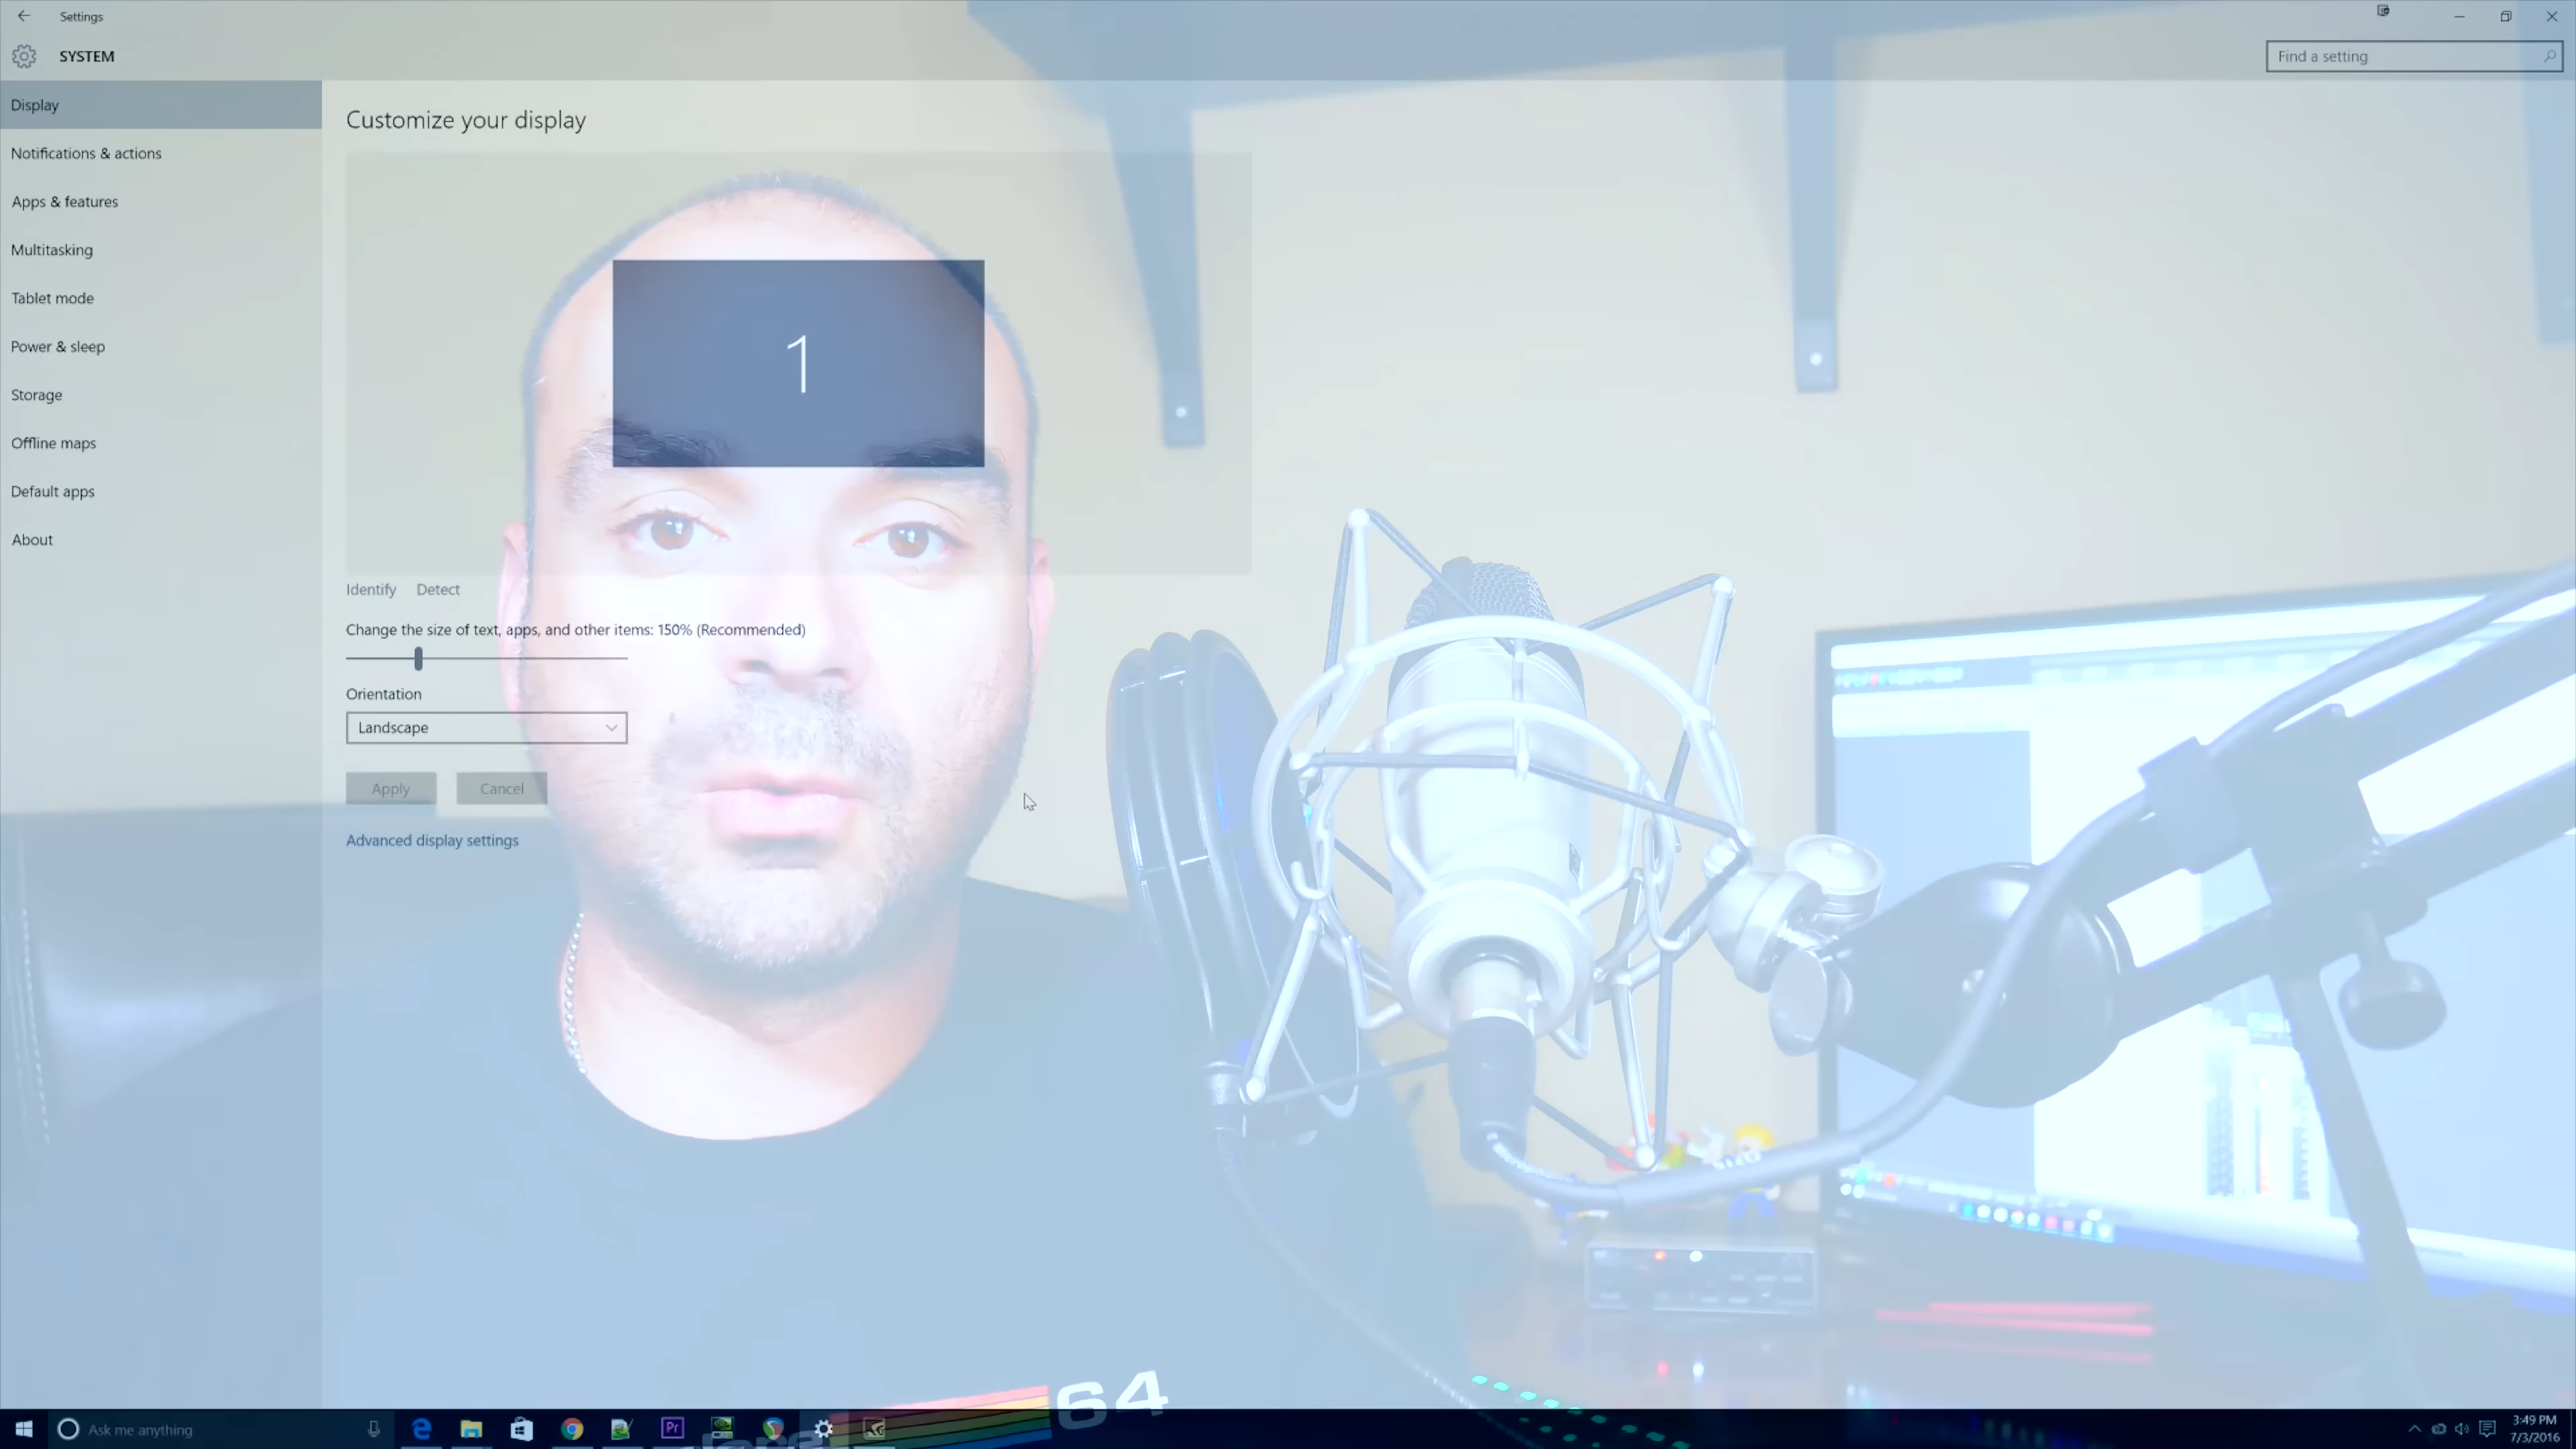 Settings
SYSTEM
Find a setting
Display
Notifications & actions
Apps & features
Multitasking
Tablet mode
Power & sleep
Storage
Offline maps
Default apps
About
Customize your display
1
Identify Detect
Change the size of text, apps, and other items: 150% (Recommended)
Orientation
Landscape
Apply Cancel
Advanced display settings
64
Ask me anything
Pr
3:49 PM
7/3/2016